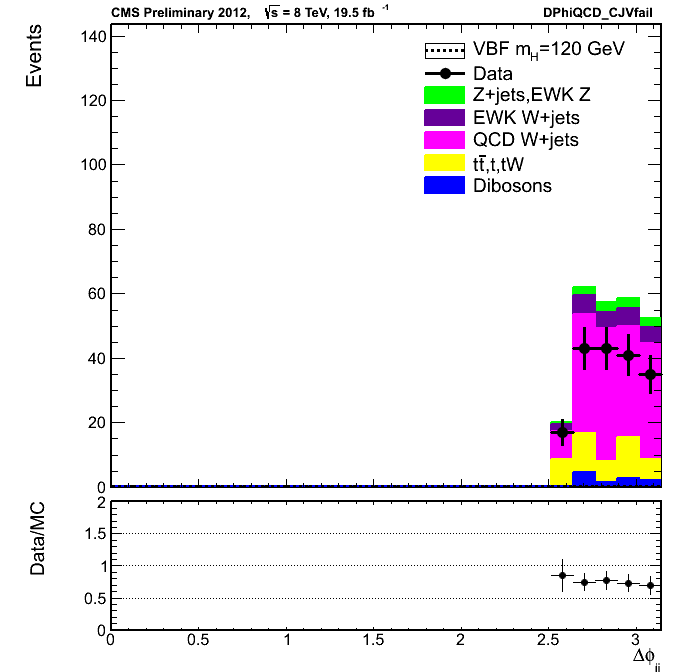 CMS Preliminary 2012, √s = 8 TeV, 19.5 fb⁻¹ DPhiQCD_CJVfail
Events
140
120
100
80
60
40
20
0
VBF m_H=120 GeV
Data
Z+jets,EWK Z
EWK W+jets
QCD W+jets
tt̄,t,tW
Dibosons
Data/MC
2
1.5
1
0.5
0
0 0.5 1 1.5 2 2.5 3
Δϕ_jj